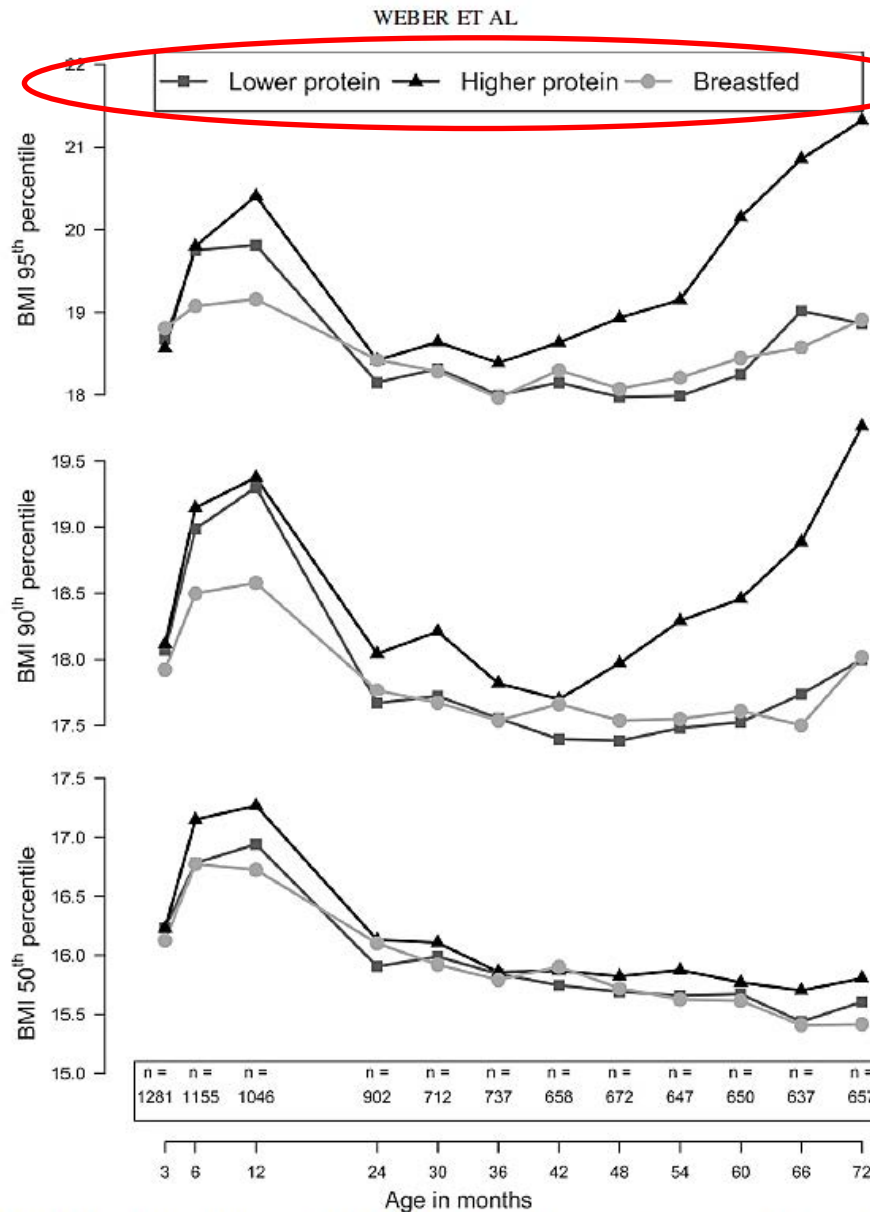 WEBER ET AL
22
Lower protein Higher protein Breastfed
21
20
19
18
BMI 95th percentile
19.5
19.0
18.5
18.0
17.5
BMI 90th percentile
17.5
17.0
16.5
16.0
15.5
15.0
BMI 50th percentile
n = n = n = n = n = n = n = n = n = n = n = n =
1281 1155 1046 902 712 737 658 672 647 650 637 657
3 6 12 24 30 36 42 48 54 60 66 72
Age in months